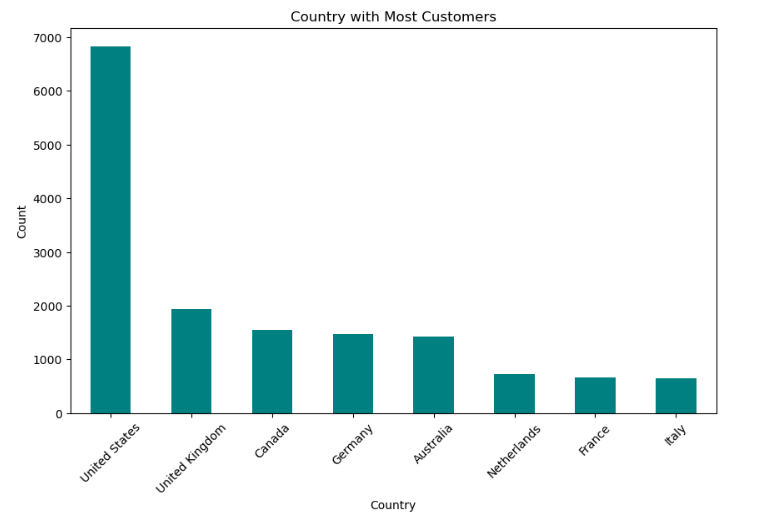 Country with Most Customers
7000
6000
5000
4000
3000
2000
1000
0
Count
United States
United Kingdom
Canada
Germany
Australia
Netherlands
France
Italy
Country